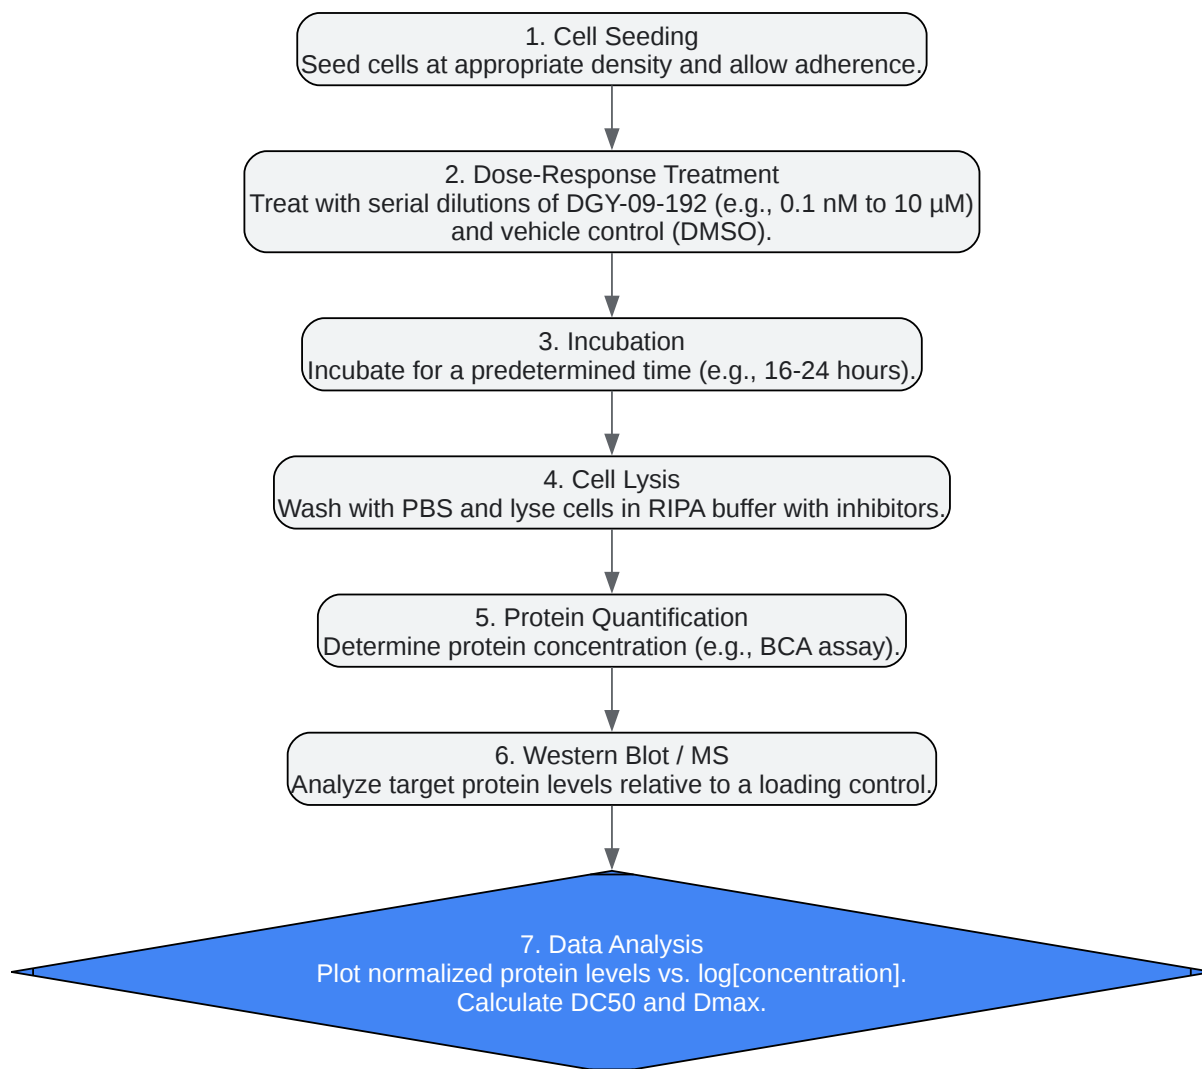 1. Cell Seeding
Seed cells at appropriate density and allow adherence.
2. Dose-Response Treatment
Treat with serial dilutions of DGY-09-192 (e.g., 0.1 nM to 10 µM)
and vehicle control (DMSO).
3. Incubation
Incubate for a predetermined time (e.g., 16-24 hours).
4. Cell Lysis
Wash with PBS and lyse cells in RIPA buffer with inhibitors.
5. Protein Quantification
Determine protein concentration (e.g., BCA assay).
6. Western Blot / MS
Analyze target protein levels relative to a loading control.
7. Data Analysis
Plot normalized protein levels vs. log[concentration].
Calculate DC50 and Dmax.